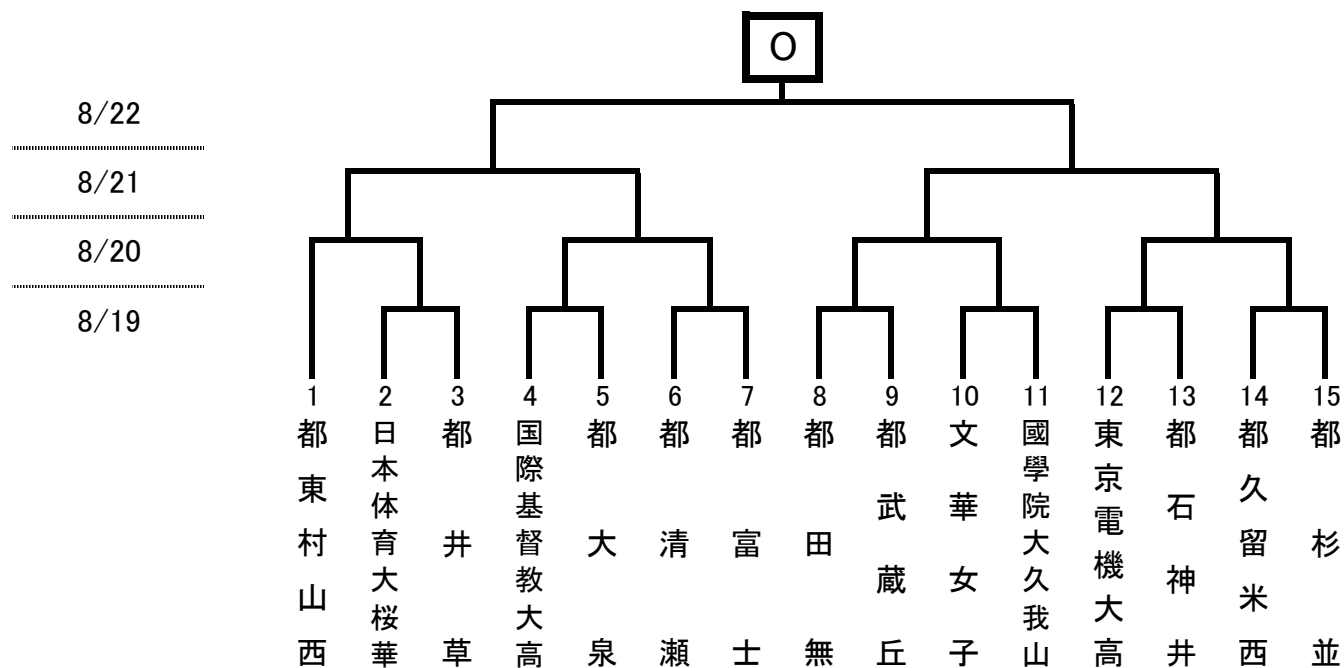 O
8/22
8/21
8/20
8/19
1
2
3
4
5
6
7
8
9
10
11
12
13
14
15
都東村山西
日本体育大桜華
都井草
国際基督教大高
都大泉
都清瀬
都富士
都田無
都武蔵丘
文華女子
國學院大久我山
東京電機大高
都石神井
都久留米西
都杉並